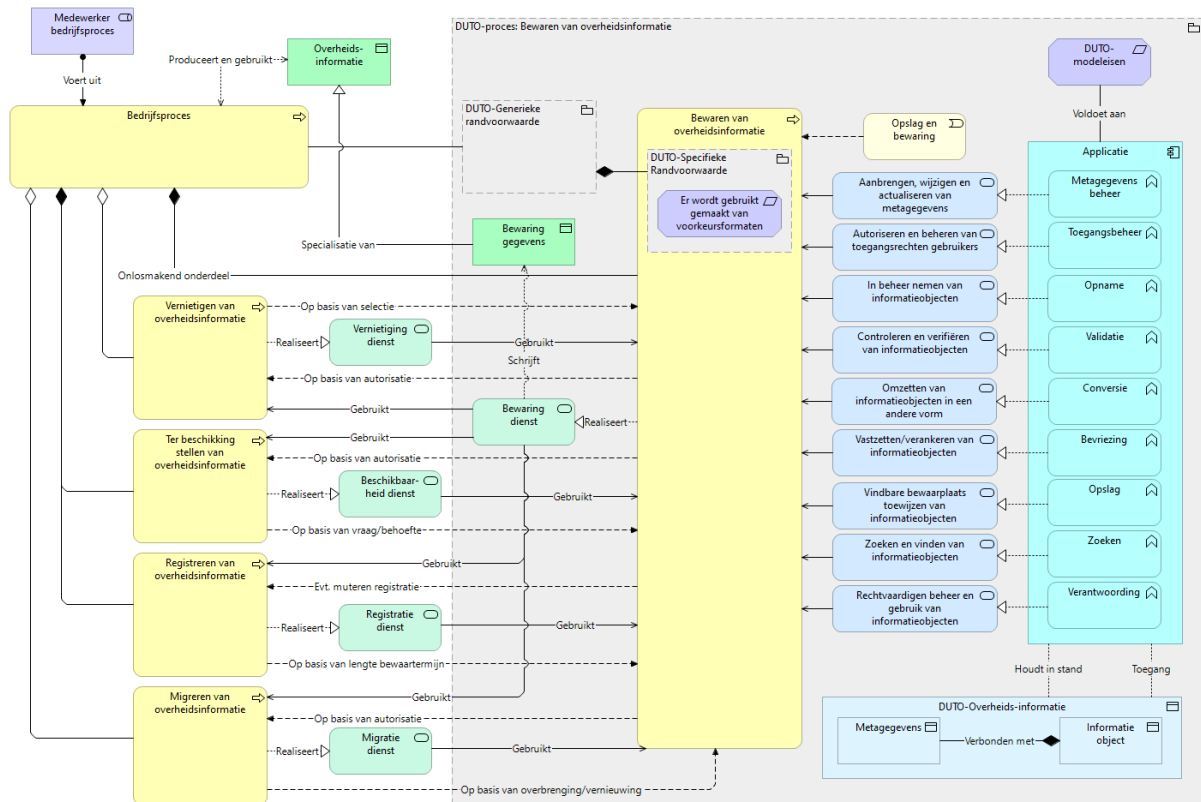 Medewerker
bedrijfsproces
Voert uit
Produceert en gebruikt
Overheids-
informatie
Bedrijfsproces
DUTO-proces: Bewaren van overheidsinformatie
DUTO-Generieke
randvoorwaarde
Bewaren van
overheidsinformatie
DUTO-Specifieke
Randvoorwaarde
Er wordt gebruikt
gemaakt van
voorkeursformaten
Opslag en
bewaring
DUTO-
modeleisen
Voldoet aan
Applicatie
Specialisatie van
Bewaring
gegevens
Onlosmakend onderdeel
Schrijft
Vernietigen van
overheidsinformatie
Op basis van selectie
Realiseert
Vernietiging
dienst
Gebruikt
Op basis van autorisatie
Gebruikt
Bewaring
dienst
Realiseert
Ter beschikking
stellen van
overheidsinformatie
Gebruikt
Op basis van autorisatie
Realiseert
Beschikbaar-
heid dienst
Gebruikt
Op basis van vraag/behoefte
Registreren van
overheidsinformatie
Gebruikt
Evt. muteren registratie
Realiseert
Registratie
dienst
Gebruikt
Op basis van lengte bewaartermijn
Migreren van
overheidsinformatie
Gebruikt
Op basis van autorisatie
Realiseert
Migratie
dienst
Gebruikt
Op basis van overbrenging/vernieuwing
Aanbrengen, wijzigen en
actualiseren van
metagegevens
Metagegevens
beheer
Autoriseren en beheren van
toegangsrechten gebruikers
Toegangsbeheer
In beheer nemen van
informatieobjecten
Opname
Controleren en verifiëren
van informatieobjecten
Validatie
Omzetten van
informatieobjecten in een
andere vorm
Conversie
Vastzetten/verankeren van
informatieobjecten
Bevriezing
Vindbare bewaarplaats
toewijzen van
informatieobjecten
Opslag
Zoeken en vinden van
informatieobjecten
Zoeken
Rechtvaardigen beheer en
gebruik van
informatieobjecten
Verantwoording
Houdt in stand
Toegang
DUTO-Overheids-informatie
Metagegevens
Verbonden met
Informatie
object